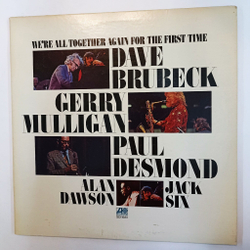 WE'RE ALL TOGETHER AGAIN FOR THE FIRST TIME
DAVE
BRUBECK
GERRY
MULLIGAN
PAUL
DESMOND
ALAN
DAWSON
JACK
SIX